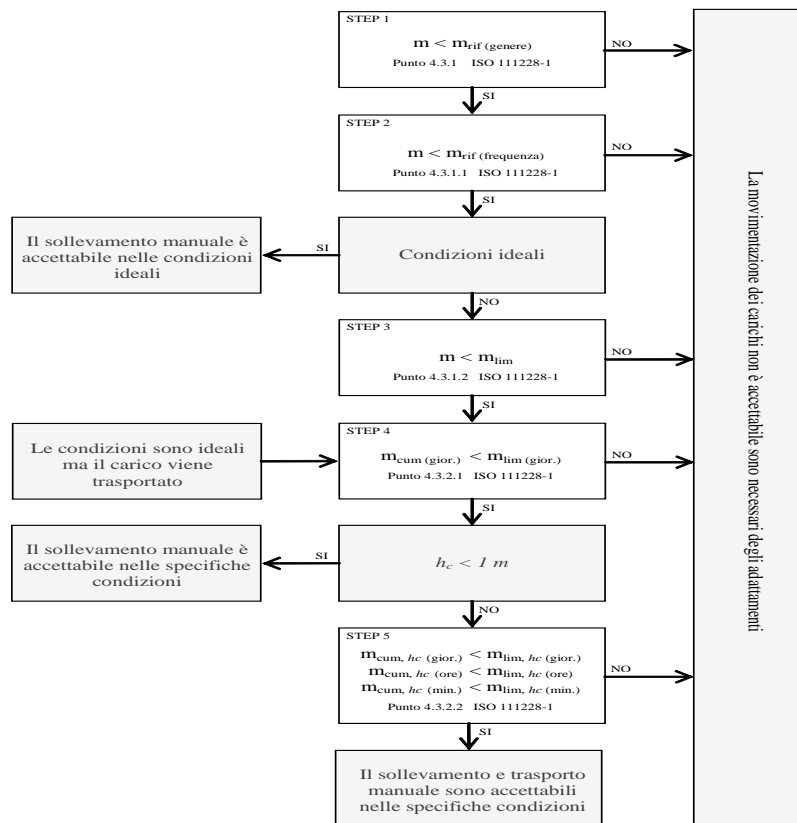 STEP 1
m < mrif (genere)
Punto 4.3.1 ISO 111228-1
NO
SI
STEP 2
m < mrif (frequenza)
Punto 4.3.1.1 ISO 111228-1
NO
SI
Il sollevamento manuale è
accettabile nelle condizioni
ideali
SI
Condizioni ideali
NO
STEP 3
m < mlim
Punto 4.3.1.2 ISO 111228-1
NO
SI
Le condizioni sono ideali
ma il carico viene
trasportato
STEP 4
mcum (gior.) < mlim (gior.)
Punto 4.3.2.1 ISO 111228-1
NO
SI
Il sollevamento manuale è
accettabile nelle specifiche
condizioni
SI
hc < 1 m
NO
STEP 5
mcum, hc (gior.) < mlim, hc (gior.)
mcum, hc (ore) < mlim, hc (ore)
mcum, hc (min.) < mlim, hc (min.)
Punto 4.3.2.2 ISO 111228-1
NO
SI
Il sollevamento e trasporto
manuale sono accettabili
nelle specifiche condizioni
La movimentazione dei carichi non è accettabile sono necessari degli adattamenti